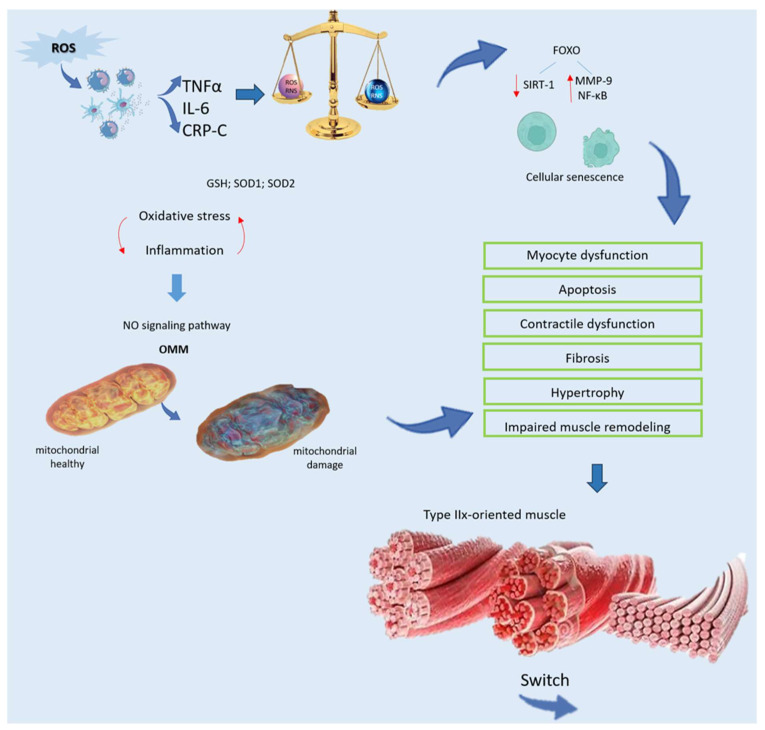 ROS
TNFα
IL-6
CRP-C
ROS
RNS
ROS
RNS
FOXO
SIRT-1
MMP-9
NF-κB
Cellular senescence
GSH; SOD1; SOD2
Oxidative stress
Inflammation
NO signaling pathway
OMM
mitochondrial
healthy
mitochondrial
damage
Myocyte dysfunction
Apoptosis
Contractile dysfunction
Fibrosis
Hypertrophy
Impaired muscle remodeling
Type IIx-oriented muscle
Switch